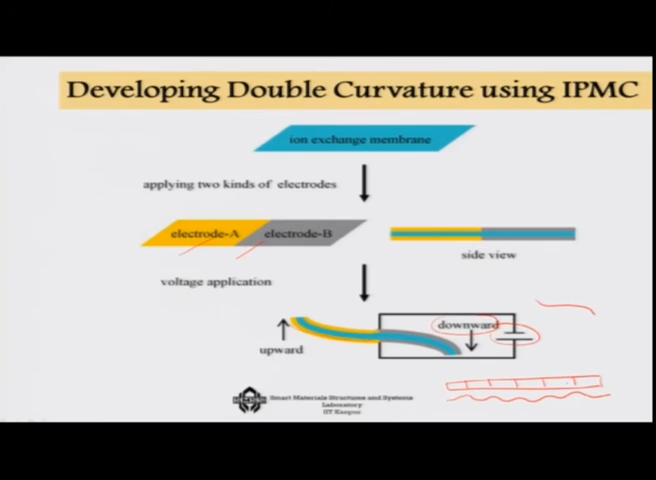 Developing Double Curvature using IPMC
ion exchange membrane
applying two kinds of electrodes
electrode-A
electrode-B
side view
voltage application
downward
upward
Smart Materials Structures and Systems
Laboratory
IIT Kanpur